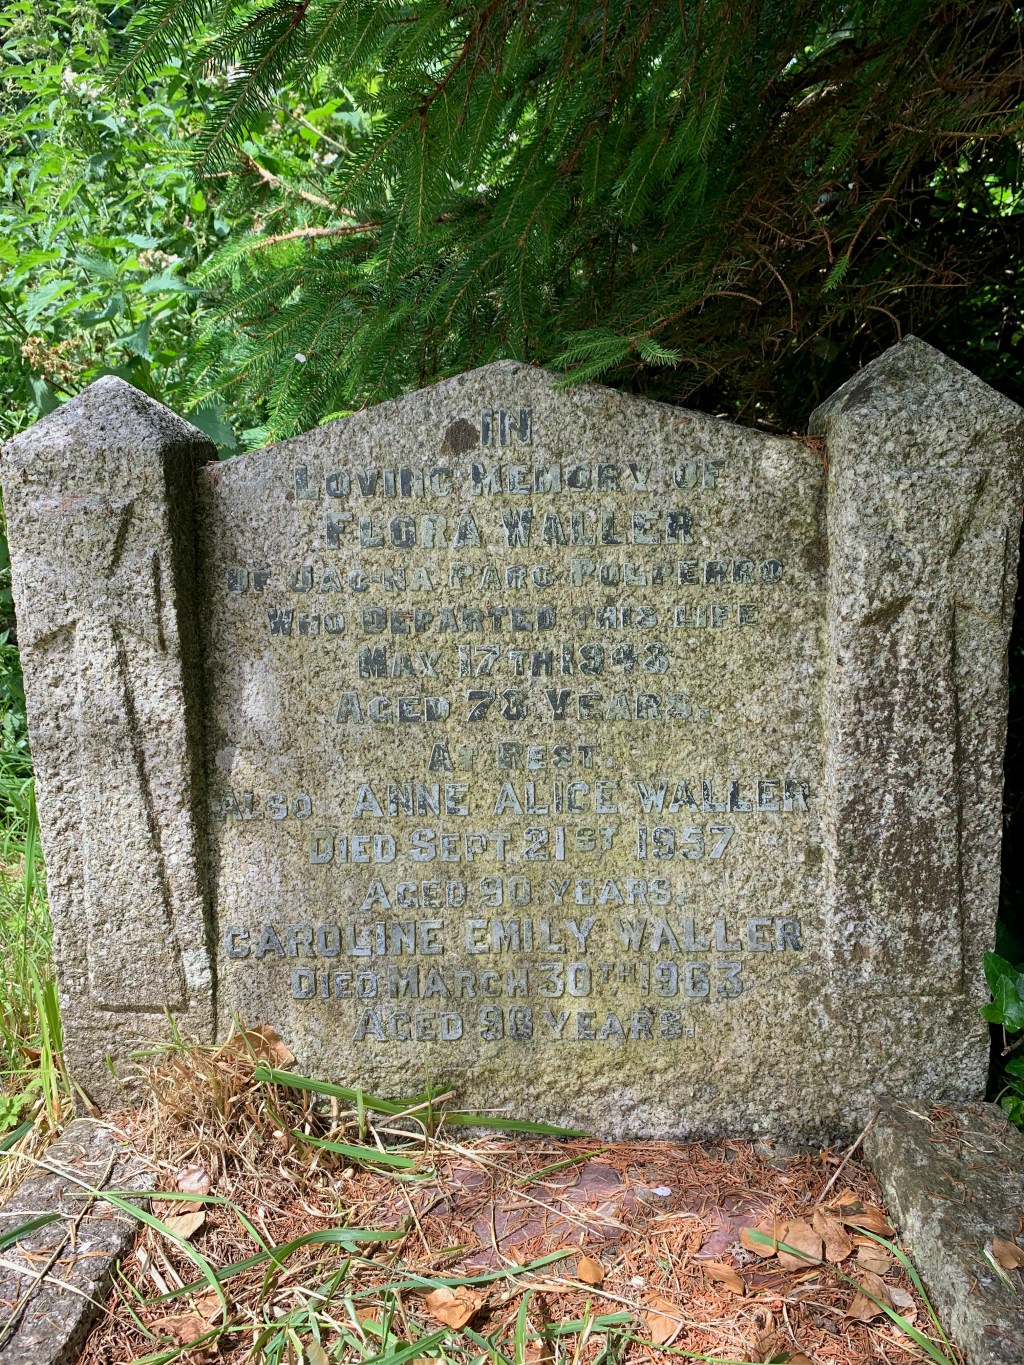 IN
LOVING MEMORY OF
FLORA WALLER
OF JAC-NA PARC POLPERRO
WHO DEPARTED THIS LIFE
MAY 17TH 1948
AGED 78 YEARS.
AT REST.
ALSO ANNE ALICE WALLER
DIED SEPT 21ST 1957
AGED 90 YEARS.
CAROLINE EMILY WALLER
DIED MARCH 30TH 1963
AGED YEARS.